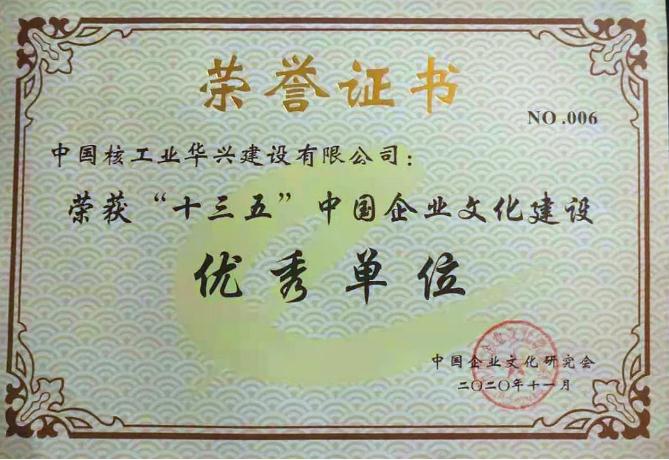 荣誉证书
NO.006
中国核工业华兴建设有限公司：
荣获“十三五”中国企业文化建设
优秀单位
中国企业文化研究会
二〇二〇年十一月